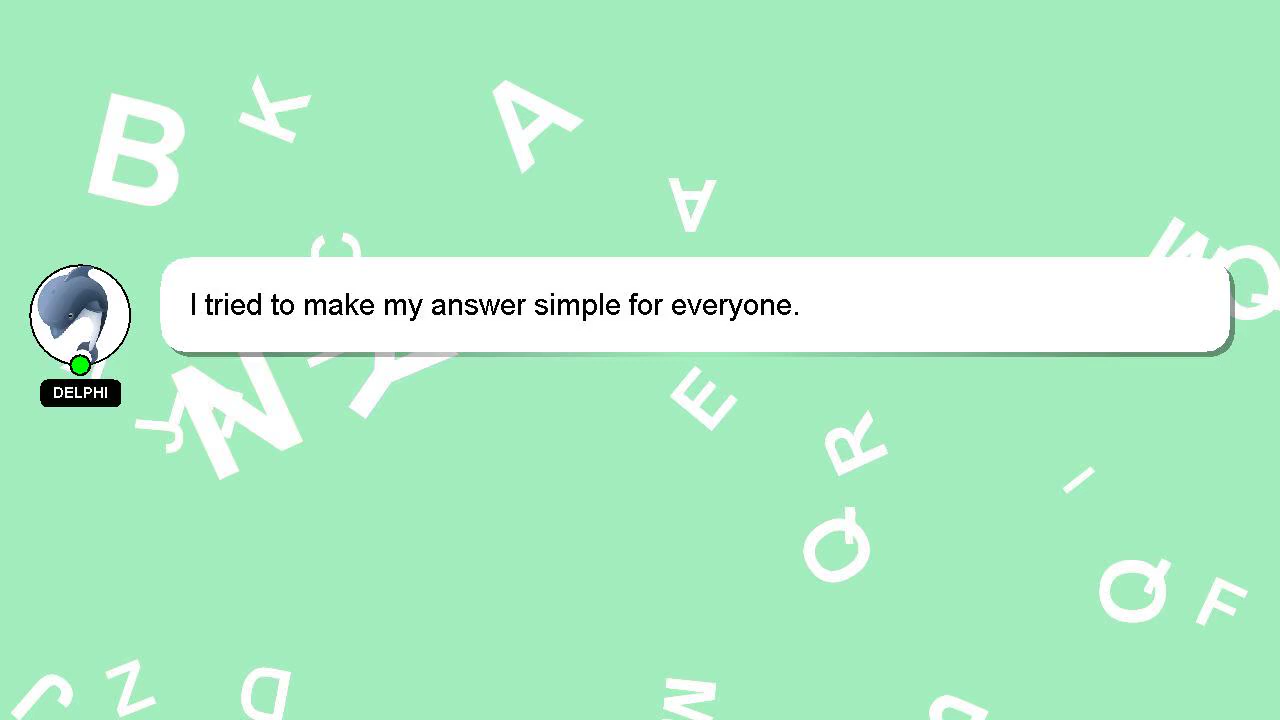 B
K
A
A
C
M
Q
I tried to make my answer simple for everyone.
DELPHI
N
A
J
Y
E
R
I
Q
Q
F
J
Z
D
M